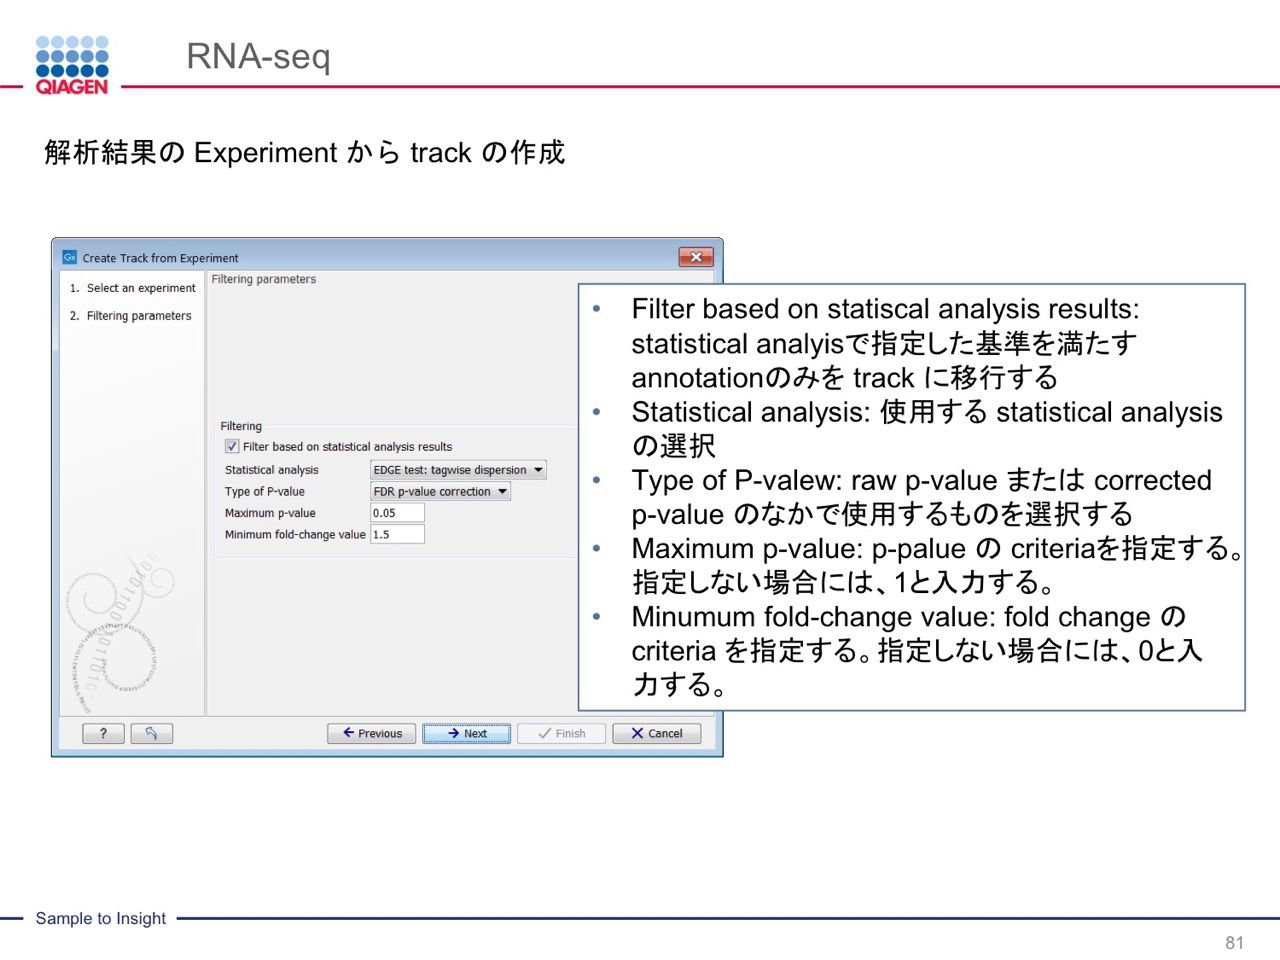 RNA-seq
QIAGEN
解析結果の Experiment から track の作成
Gx Create Track from Experiment
1. Select an experiment
2. Filtering parameters
Filtering parameters
Filtering
Filter based on statistical analysis results
Statistical analysis EDGE test: tagwise dispersion
Type of P-value FDR p-value correction
Maximum p-value 0.05
Minimum fold-change value 1.5
? Previous Next Finish Cancel
• Filter based on statiscal analysis results:
statistical analyisで指定した基準を満たす
annotationのみを track に移行する
• Statistical analysis: 使用する statistical analysis
の選択
• Type of P-valew: raw p-value または corrected
p-value のなかで使用するものを選択する
• Maximum p-value: p-palue の criteriaを指定する。
指定しない場合には、1と入力する。
• Minumum fold-change value: fold change の
criteria を指定する。指定しない場合には、0と入
力する。
Sample to Insight
81